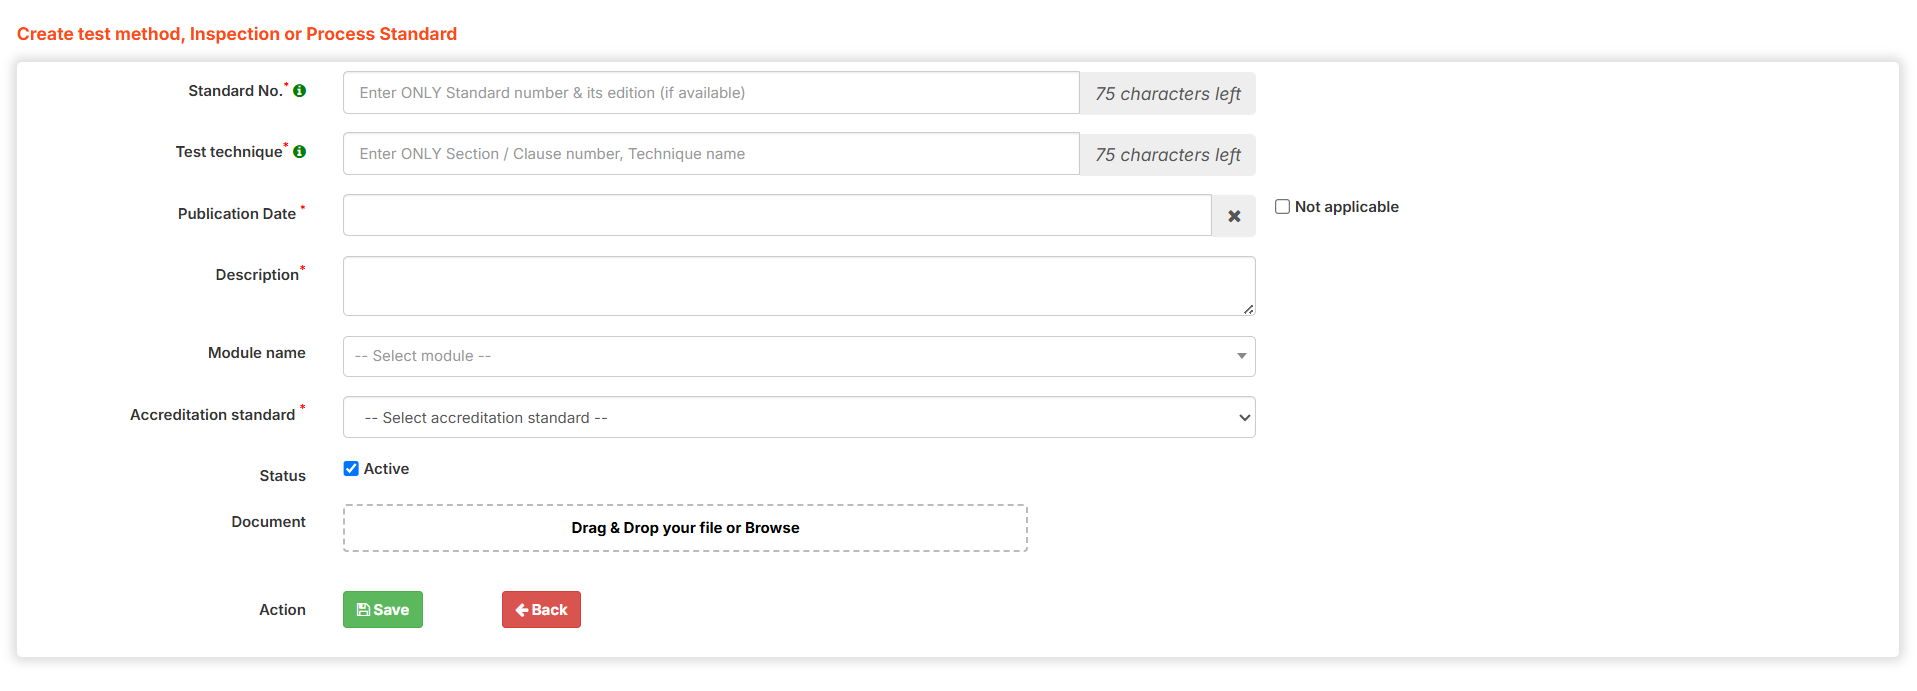 Create test method, Inspection or Process Standard
Standard No.* Enter ONLY Standard number & its edition (if available) 75 characters left
Test technique* Enter ONLY Section / Clause number, Technique name 75 characters left
Publication Date * Not applicable
Description*
Module name -- Select module --
Accreditation standard * -- Select accreditation standard --
Status Active
Document Drag & Drop your file or Browse
Action Save Back